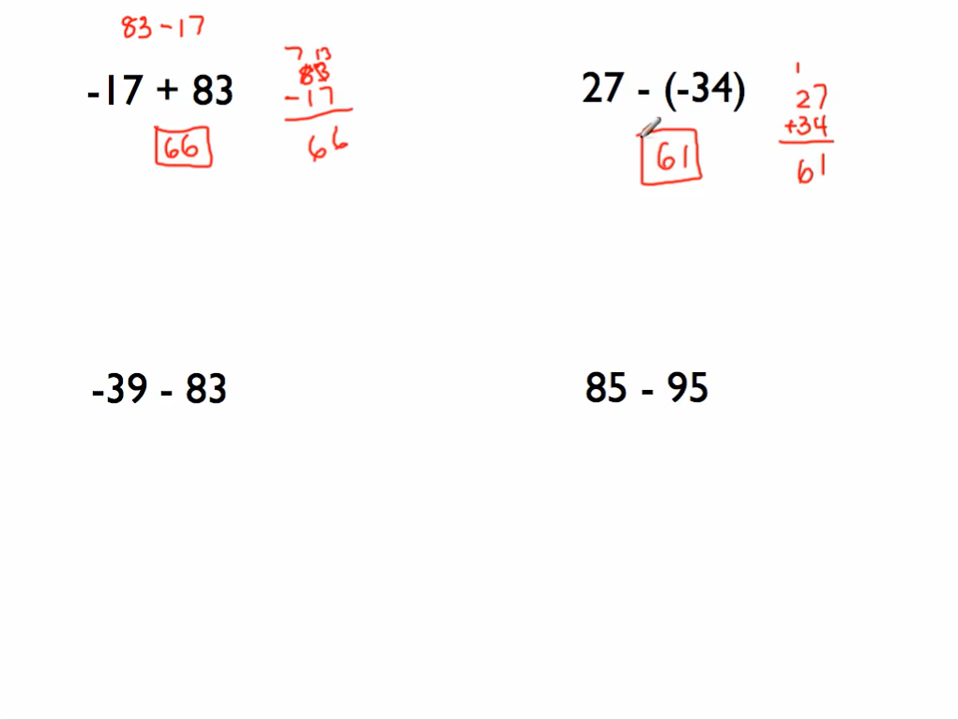 83 - 17
-17 + 83
7 13
83
- 17
66
66
27 - (-34)
1
27
+34
61
61
-39 - 83
85 - 95